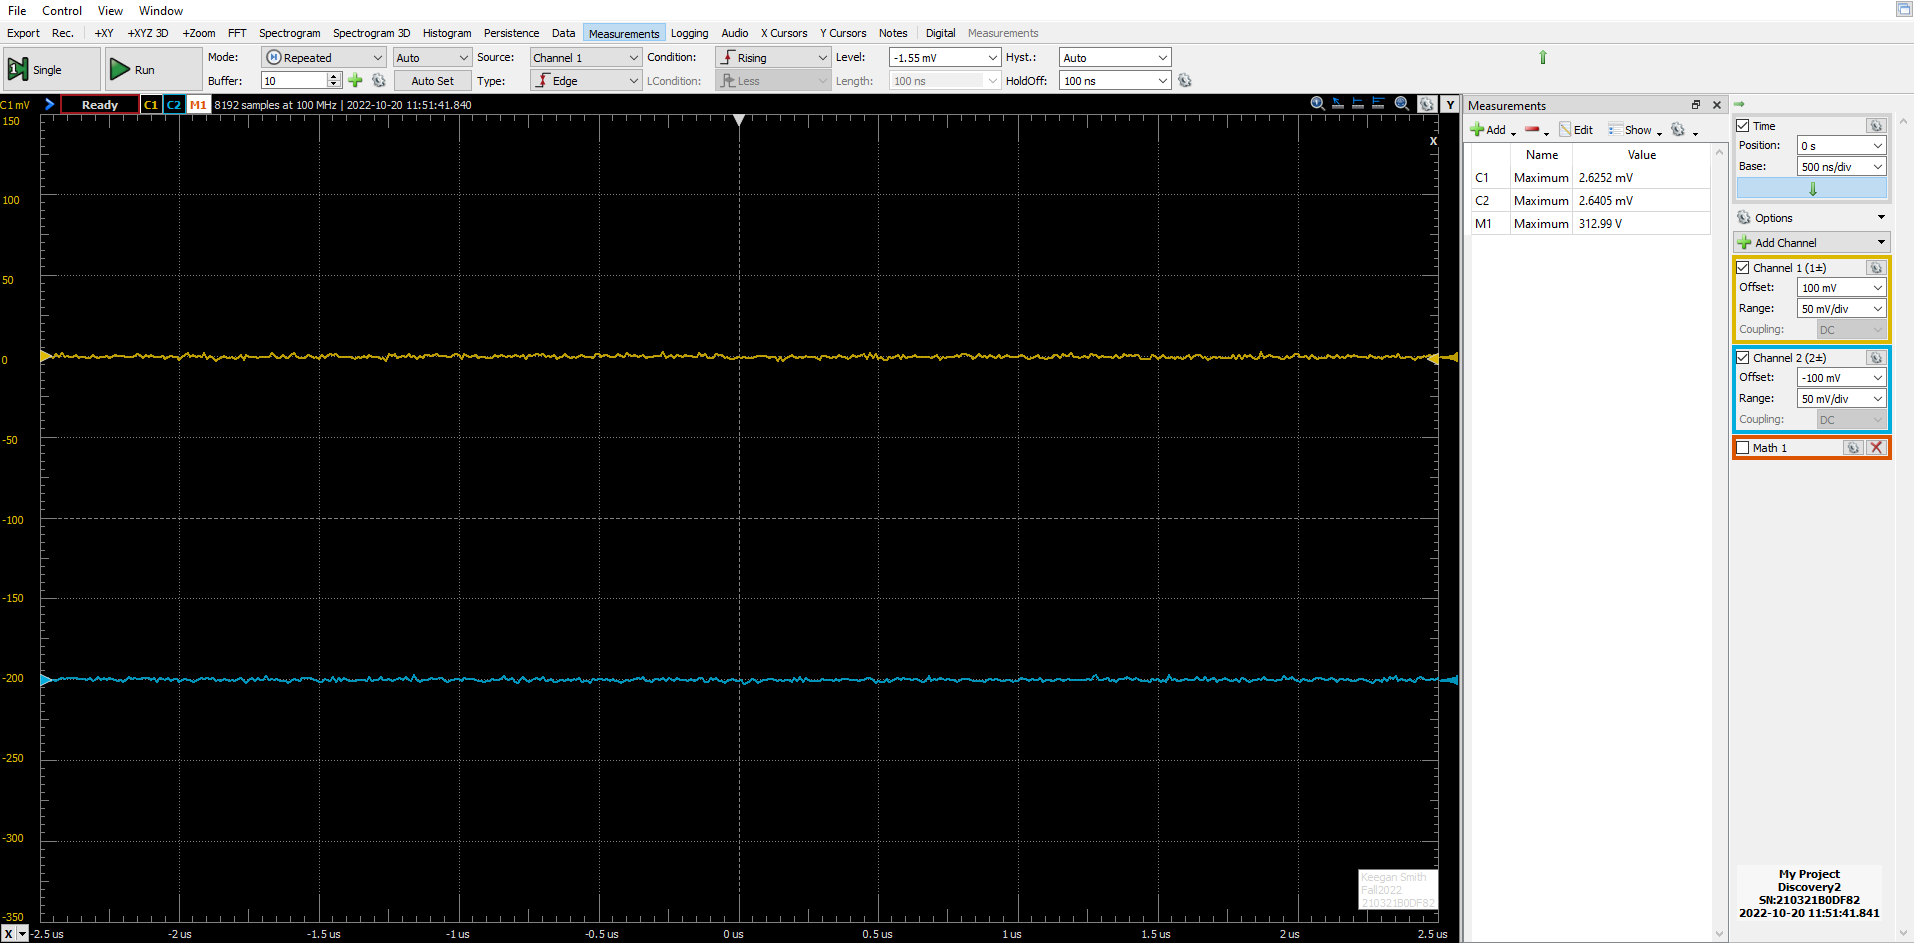 File Control View Window
Export Rec. +XY +XYZ 3D +Zoom FFT Spectrogram Spectrogram 3D Histogram Persistence Data Measurements Logging Audio X Cursors Y Cursors Notes Digital Measurements
Single Run Mode: Repeated Auto Source: Channel 1 Condition: Rising Level: -1.55 mV Hyst.: Auto
Buffer: 10 Auto Set Type: Edge LCondition: Less Length: 100 ns HoldOff: 100 ns
C1 mV Ready C1 C2 M1 8192 samples at 100 MHz | 2022-10-20 11:51:41.840 Y
X
150
100
50
0
-50
-100
-150
-200
-250
-300
-350
Keegan Smith
Fall2022
210321B0DF82
X -2.5 us -2 us -1.5 us -1 us -0.5 us 0 us 0.5 us 1 us 1.5 us 2 us 2.5 us
Measurements
Add Edit Show
Name Value
C1 Maximum 2.6252 mV
C2 Maximum 2.6405 mV
M1 Maximum 312.99 V
Time
Position: 0 s
Base: 500 ns/div
Options
Add Channel
Channel 1 (1±)
Offset: 100 mV
Range: 50 mV/div
Coupling: DC
Channel 2 (2±)
Offset: -100 mV
Range: 50 mV/div
Coupling: DC
Math 1
My Project
Discovery2
SN:210321B0DF82
2022-10-20 11:51:41.841